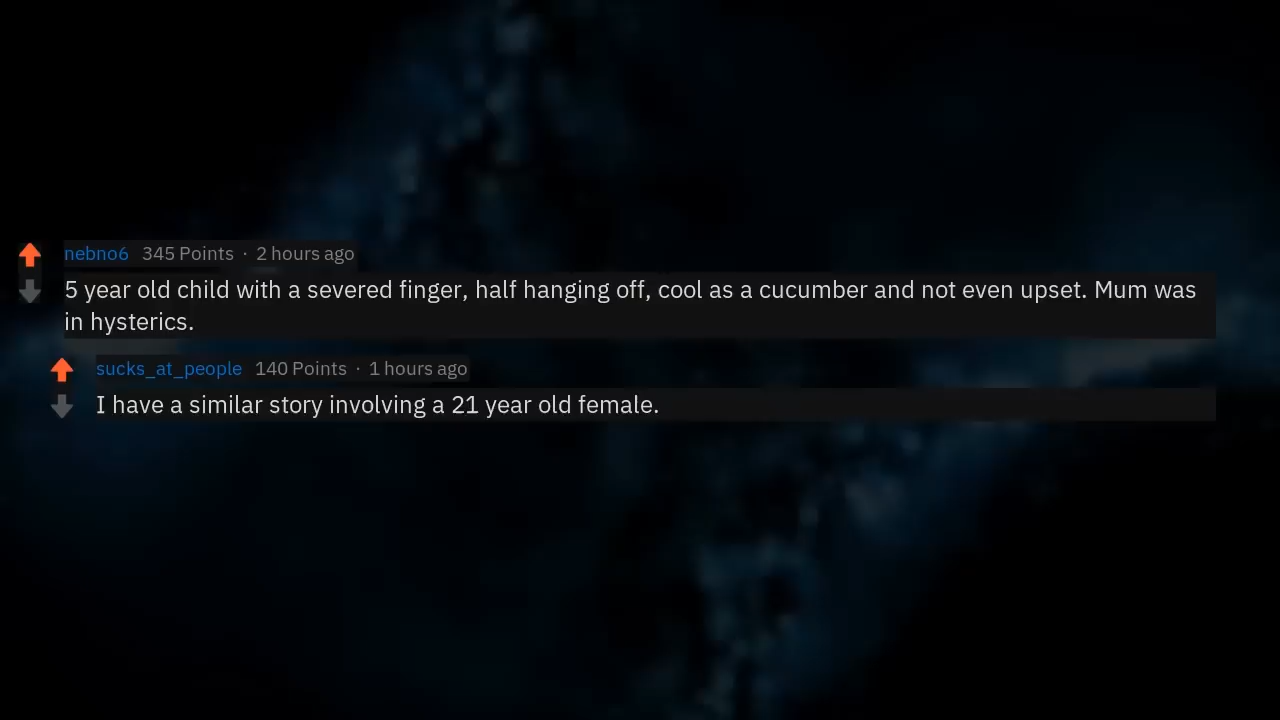 nebno6 345 Points · 2 hours ago
5 year old child with a severed finger, half hanging off, cool as a cucumber and not even upset. Mum was
in hysterics.
sucks_at_people 140 Points · 1 hours ago
I have a similar story involving a 21 year old female.